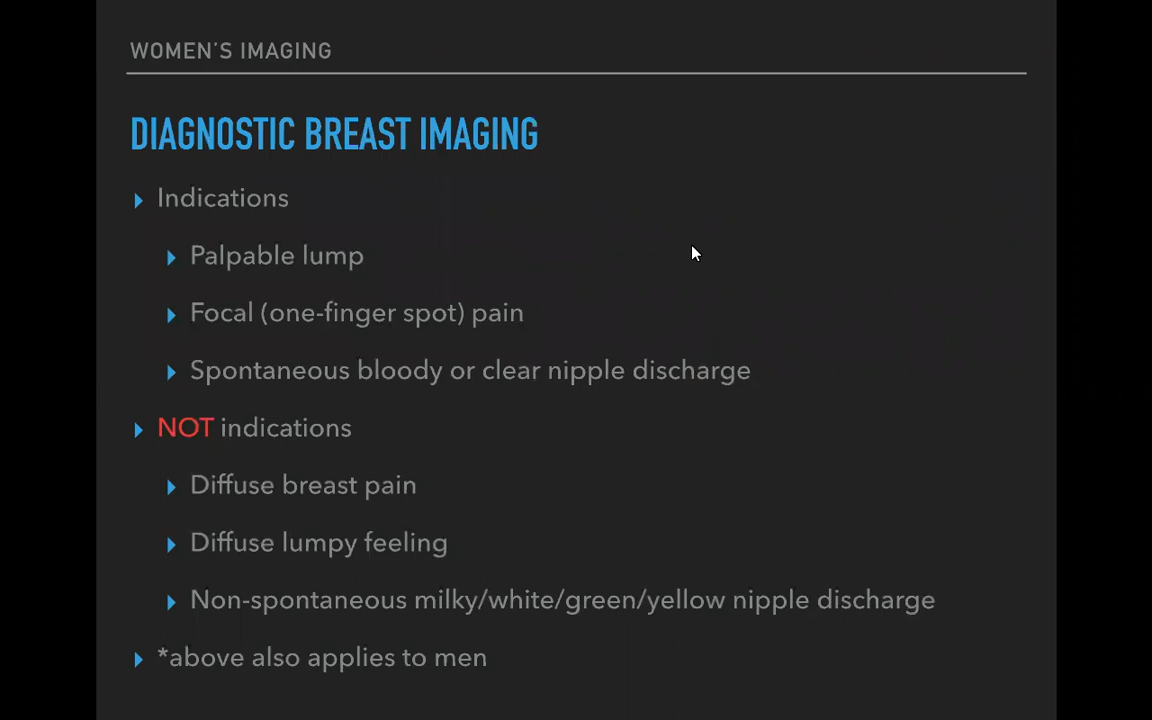 WOMEN'S IMAGING
DIAGNOSTIC BREAST IMAGING
Indications
Palpable lump
Focal (one-finger spot) pain
Spontaneous bloody or clear nipple discharge
NOT indications
Diffuse breast pain
Diffuse lumpy feeling
Non-spontaneous milky/white/green/yellow nipple discharge
*above also applies to men